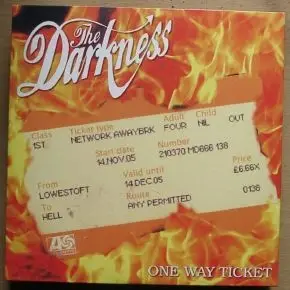 The
Darkness
Class Ticket type Adult Child
1ST NETWORK AWAYBRK FOUR NIL OUT
Start date Number
14.NOV.05 210370 MD666 138
From Valid until Price
LOWESTOFT 14 DEC.05 £6.66X
To Route 0138
HELL ANY PERMITTED
ONE WAY TICKET